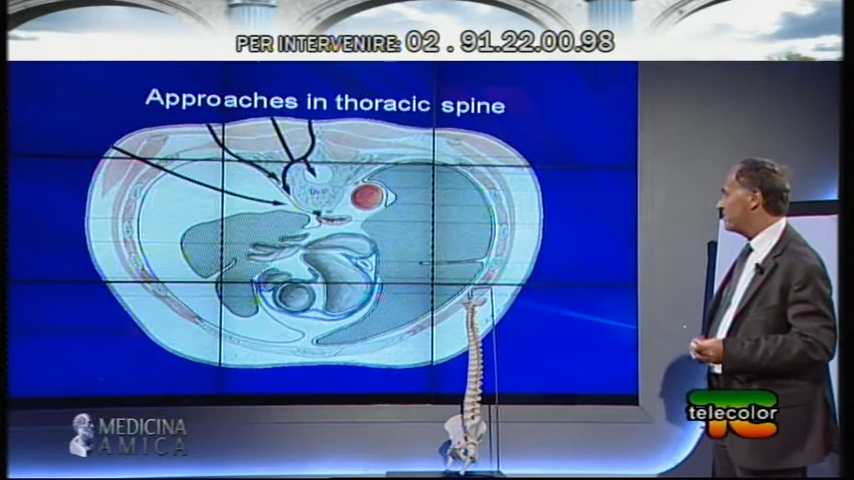 PER INTERVENIRE: 02 . 91.22.00.98
Approaches in thoracic spine
MEDICINA
AMICA
telecolor